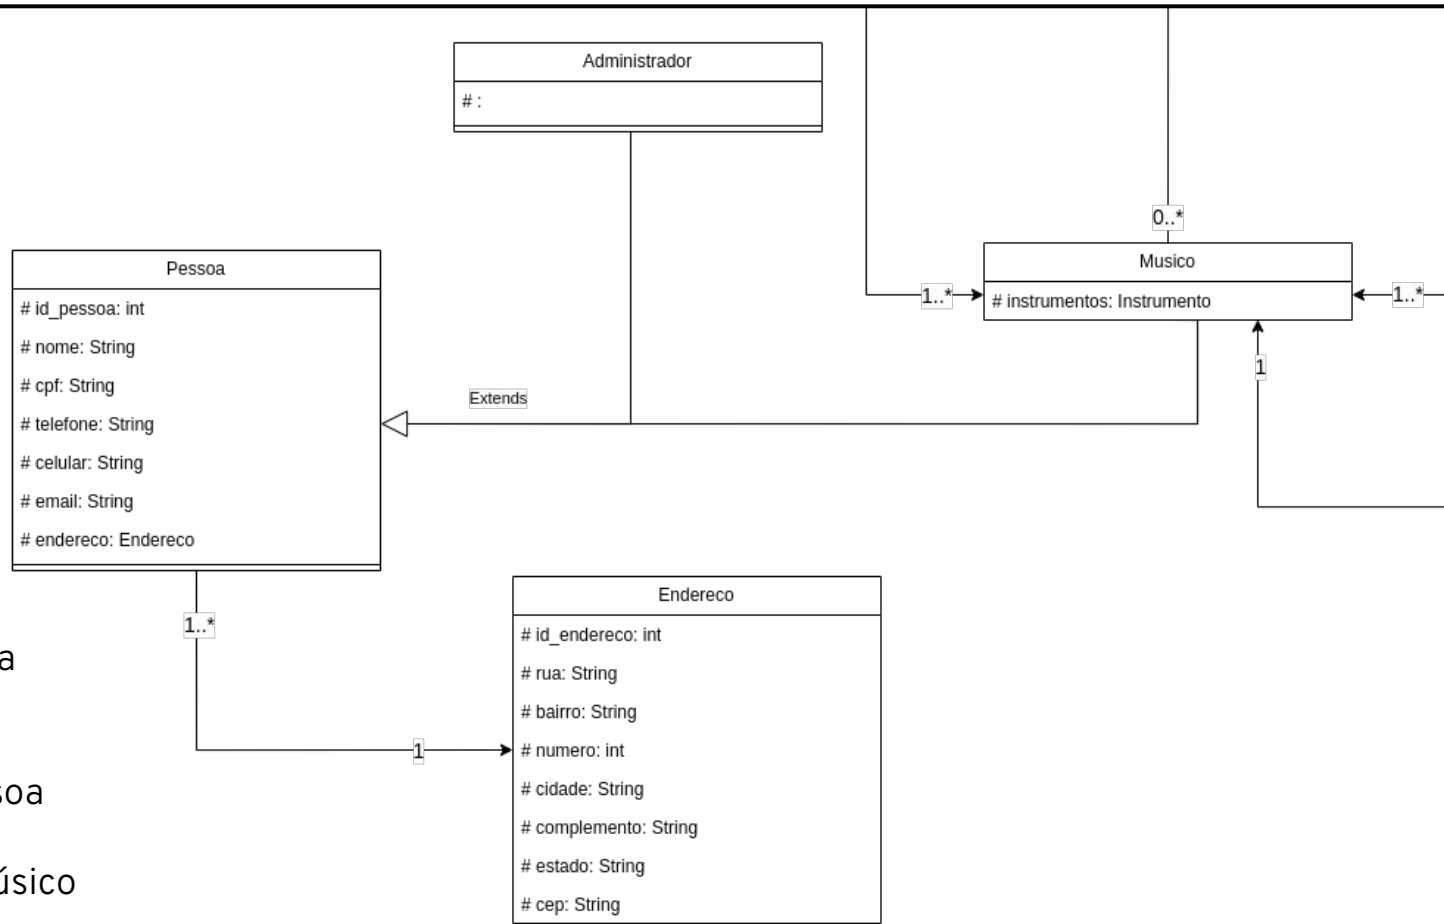 Administrador
# :
0..*
Musico
# instrumentos: Instrumento
1..*
1..*
1
Pessoa
# id_pessoa: int
# nome: String
# cpf: String
# telefone: String
# celular: String
# email: String
# endereco: Endereco
Extends
1..*
1
Endereco
# id_endereco: int
# rua: String
# bairro: String
# numero: int
# cidade: String
# complemento: String
# estado: String
# cep: String
a
soa
úsico